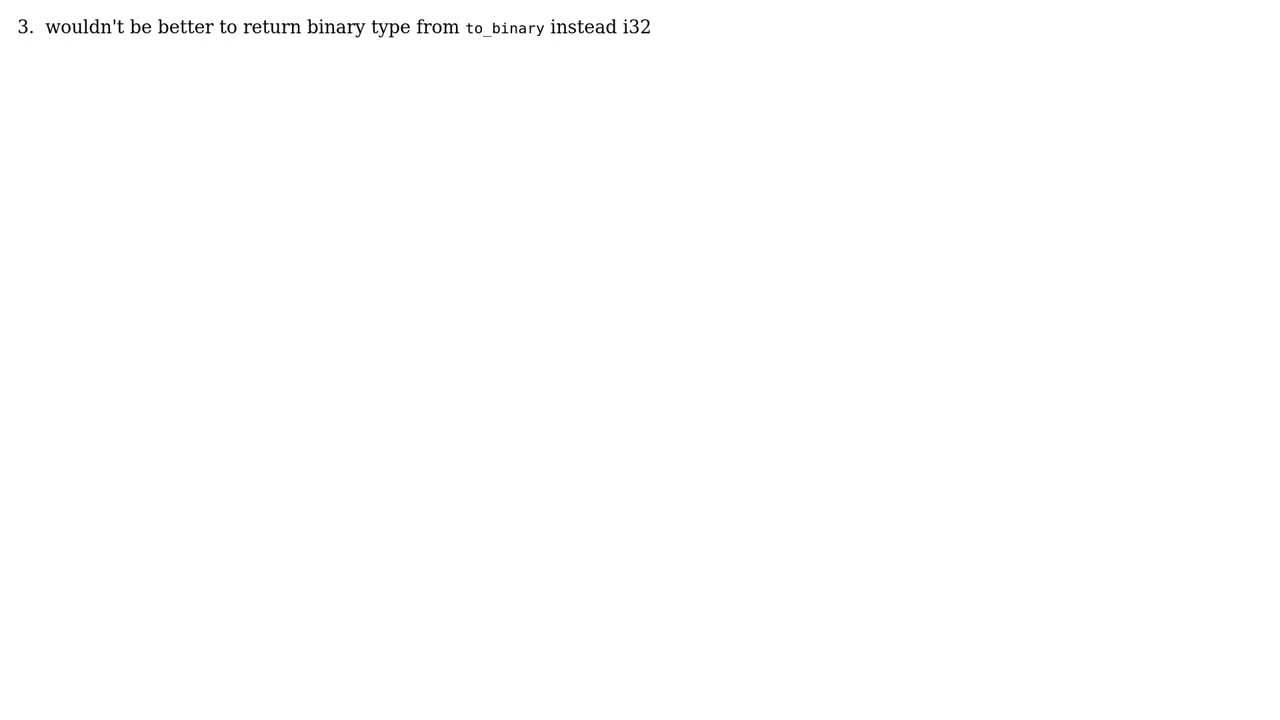 3. wouldn't be better to return binary type from to_binary instead i32